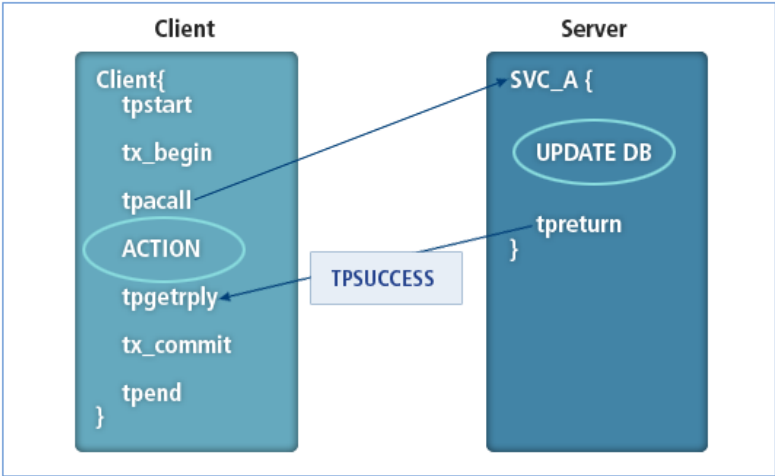 Client
Client{
tpstart
tx_begin
tpacall
ACTION
tpgetrply
tx_commit
tpend
}
TPSUCCESS
Server
SVC_A {
UPDATE DB
tpreturn
}